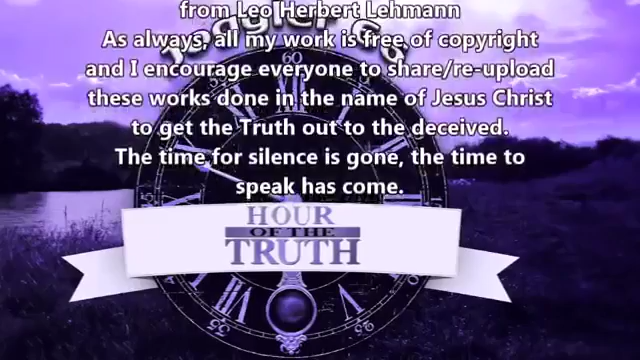 from Leo Herbert Lehmann
As always, all my work is free of copyright
and I encourage everyone to share/re-upload
these works done in the name of Jesus Christ
to get the Truth out to the deceived.
The time for silence is gone, the time to
speak has come.
HOUR
OF THE
TRUTH